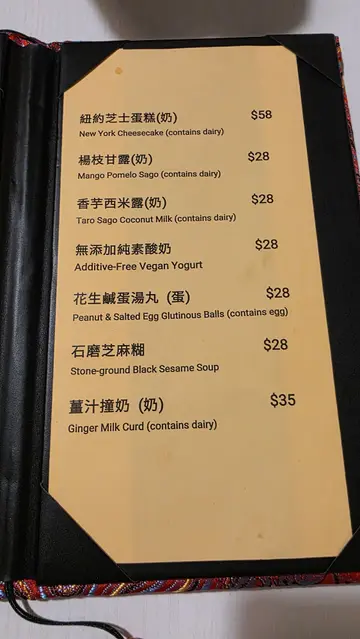 紐約芝士蛋糕(奶) $58
New York Cheesecake (contains dairy)
楊枝甘露(奶) $28
Mango Pomelo Sago (contains dairy)
香芋西米露(奶) $28
Taro Sago Coconut Milk (contains dairy)
無添加純素酸奶 $28
Additive-Free Vegan Yogurt
花生鹹蛋湯丸 (蛋) $28
Peanut & Salted Egg Glutinous Balls (contains egg)
石磨芝麻糊 $28
Stone-ground Black Sesame Soup
薑汁撞奶 (奶) $35
Ginger Milk Curd (contains dairy)